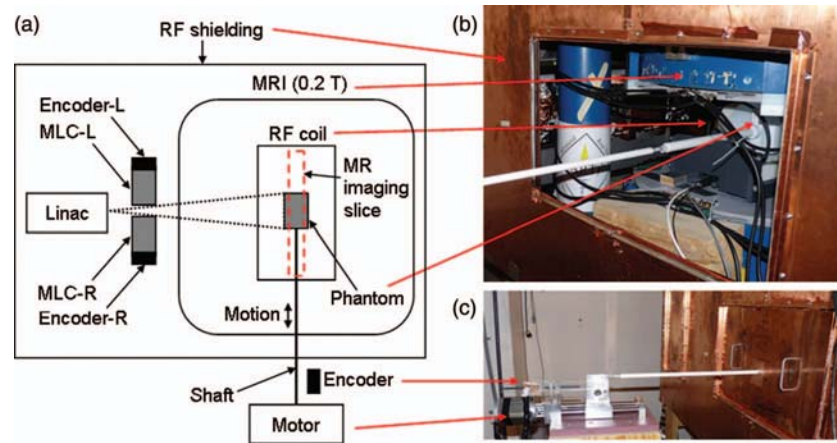 (a)
RF shielding
MRI (0.2 T)
Encoder-L
MLC-L
RF coil
MR
imaging
slice
Linac
MLC-R
Encoder-R
Phantom
Motion
Shaft
Encoder
Motor
(b)
(c)